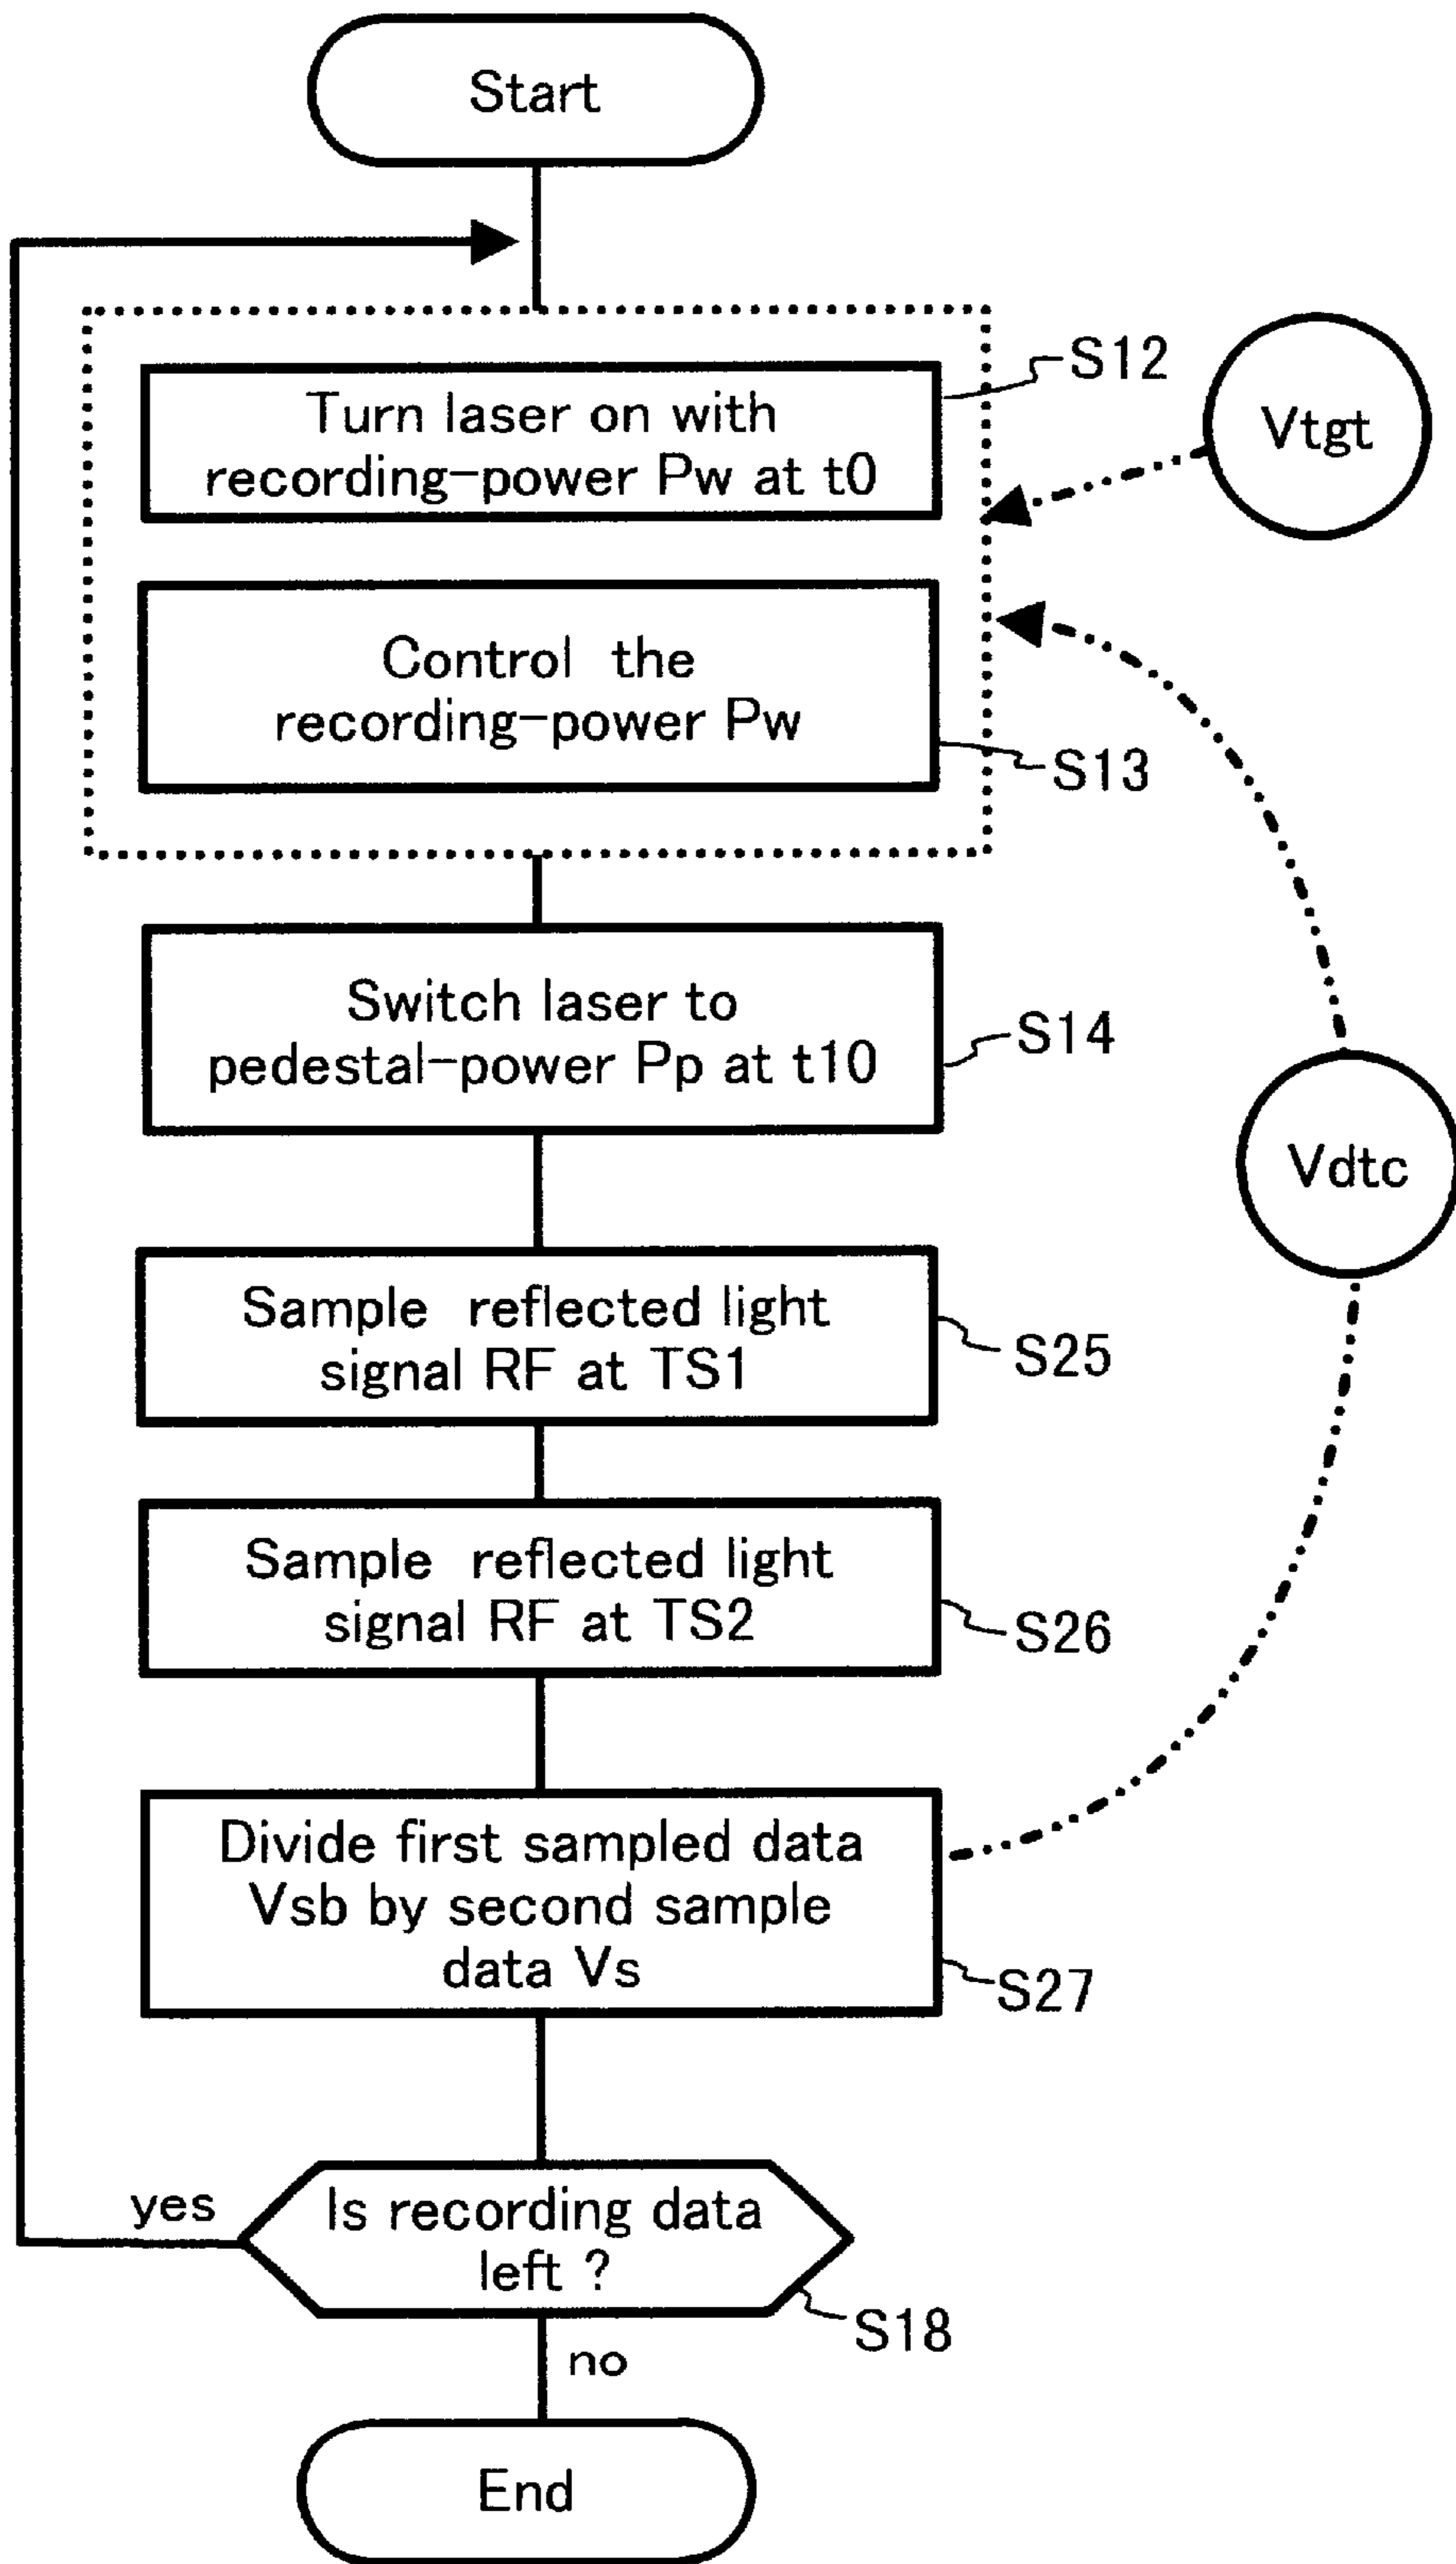 Start
Turn laser on with
recording-power Pw at t0
S12
Vtgt
Control the
recording-power Pw
S13
Switch laser to
pedestal-power Pp at t10
S14
Vdtc
Sample reflected light
signal RF at TS1
S25
Sample reflected light
signal RF at TS2
S26
Divide first sampled data
Vsb by second sample
data Vs
S27
yes
Is recording data
left ?
S18
no
End